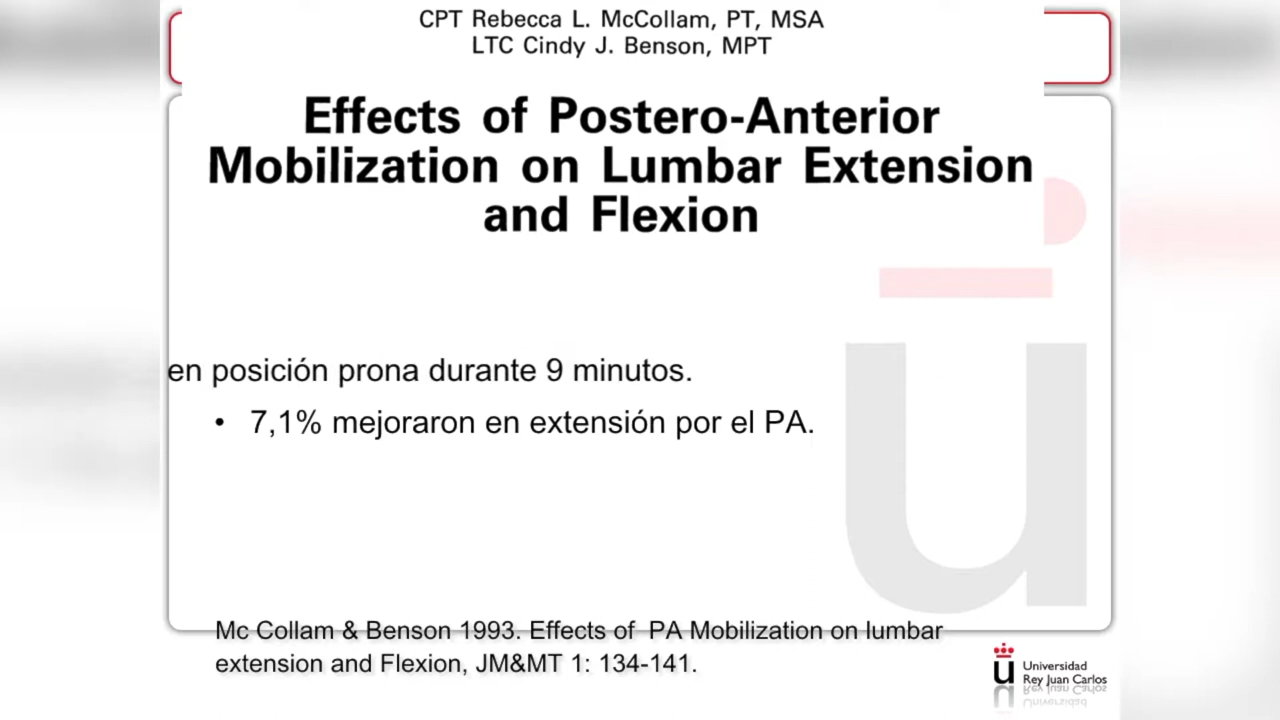 CPT Rebecca L. McCollam, PT, MSA
LTC Cindy J. Benson, MPT
Effects of Postero-Anterior
Mobilization on Lumbar Extension
and Flexion
en posición prona durante 9 minutos.
• 7,1% mejoraron en extensión por el PA.
Mc Collam & Benson 1993. Effects of PA Mobilization on lumbar
extension and Flexion, JM&MT 1: 134-141.
ü
Universidad
Rey Juan Carlos